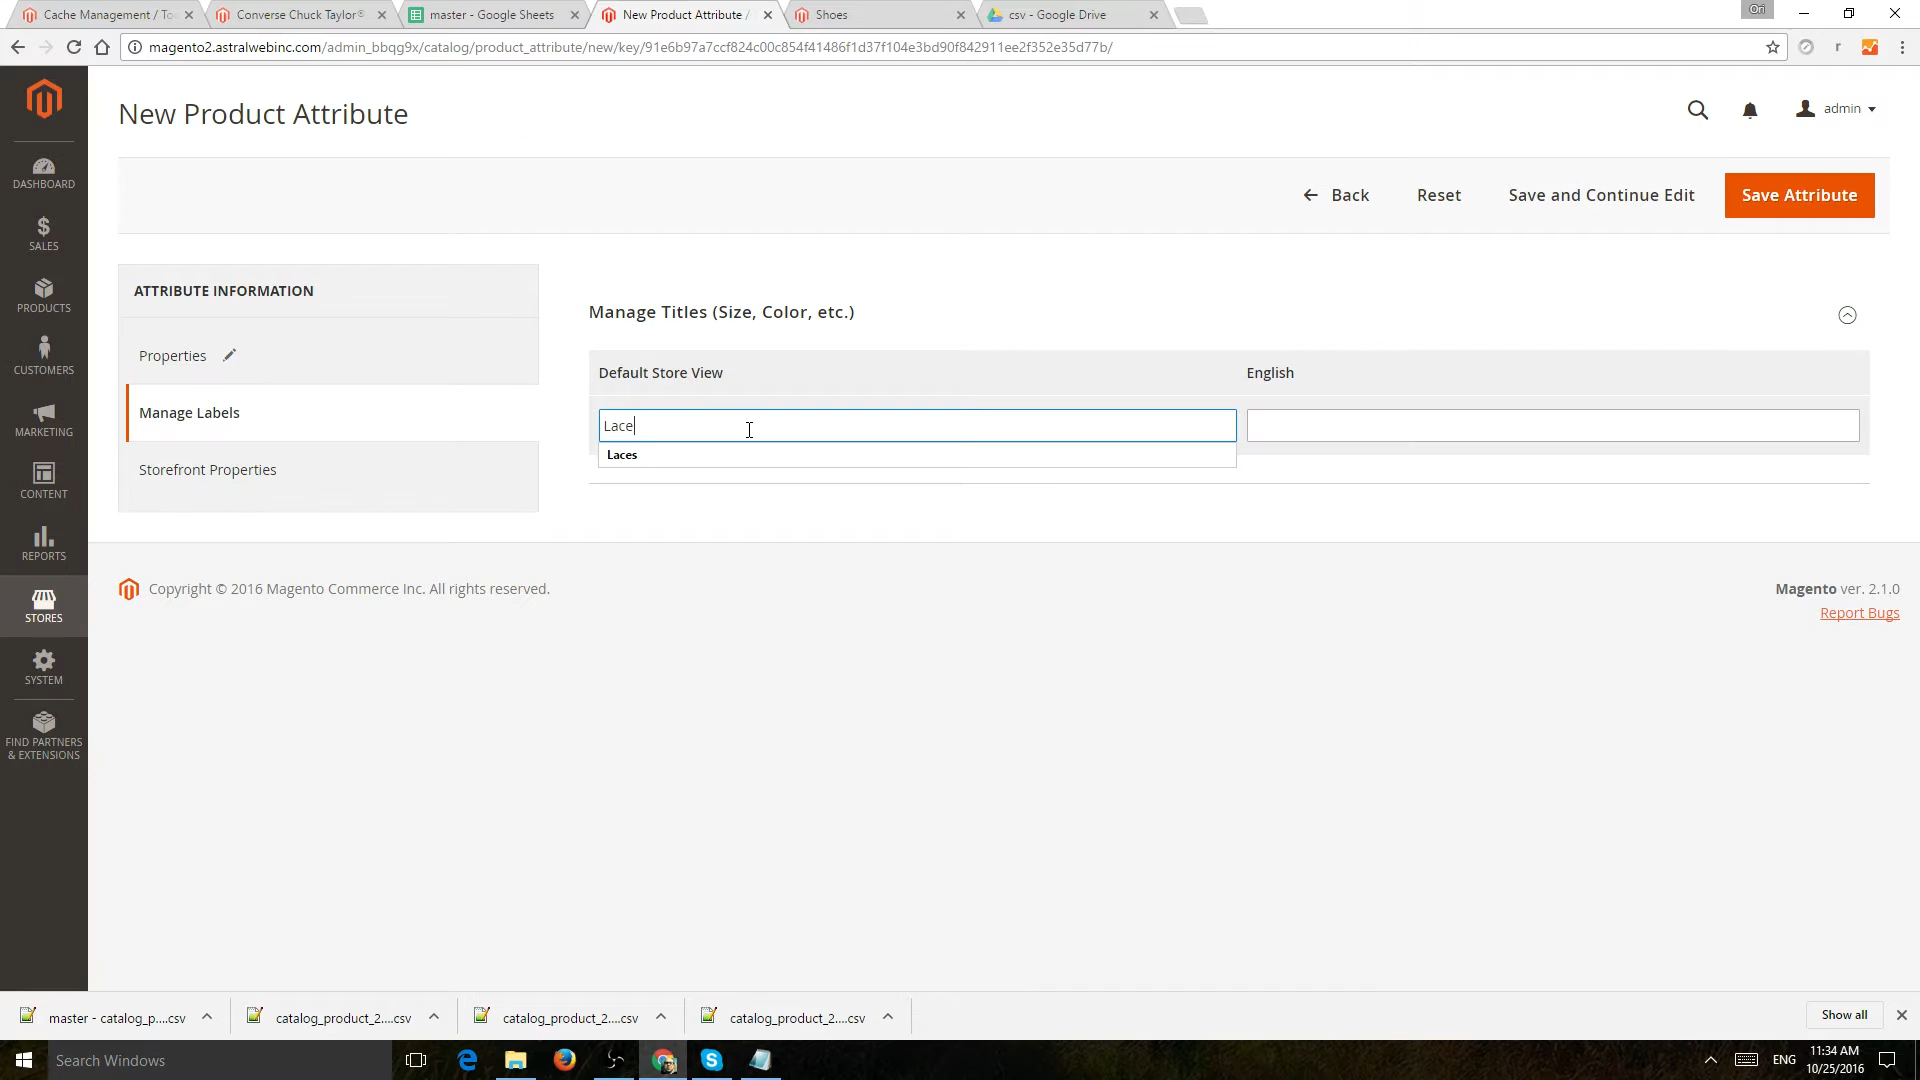 Cache Management / To
Converse Chuck Taylor®
master - Google Sheets
New Product Attribute /
Shoes
csv - Google Drive
Ori
magento2.astralwebinc.com/admin_bbqg9x/catalog/product_attribute/new/key/91e6b97a7ccf824c00c854f41486f1d37f104e3bd90f842911ee2f352e35d77b/
New Product Attribute
admin
Back
Reset
Save and Continue Edit
Save Attribute
DASHBOARD
$
SALES
PRODUCTS
CUSTOMERS
MARKETING
CONTENT
REPORTS
STORES
SYSTEM
FIND PARTNERS
& EXTENSIONS
ATTRIBUTE INFORMATION
Properties
Manage Labels
Storefront Properties
Manage Titles (Size, Color, etc.)
Default Store View
English
Lace
Laces
Copyright © 2016 Magento Commerce Inc. All rights reserved.
Magento ver. 2.1.0
Report Bugs
master - catalog_p....csv
catalog_product_2....csv
catalog_product_2....csv
catalog_product_2....csv
Show all
Search Windows
ENG
11:34 AM
10/25/2016